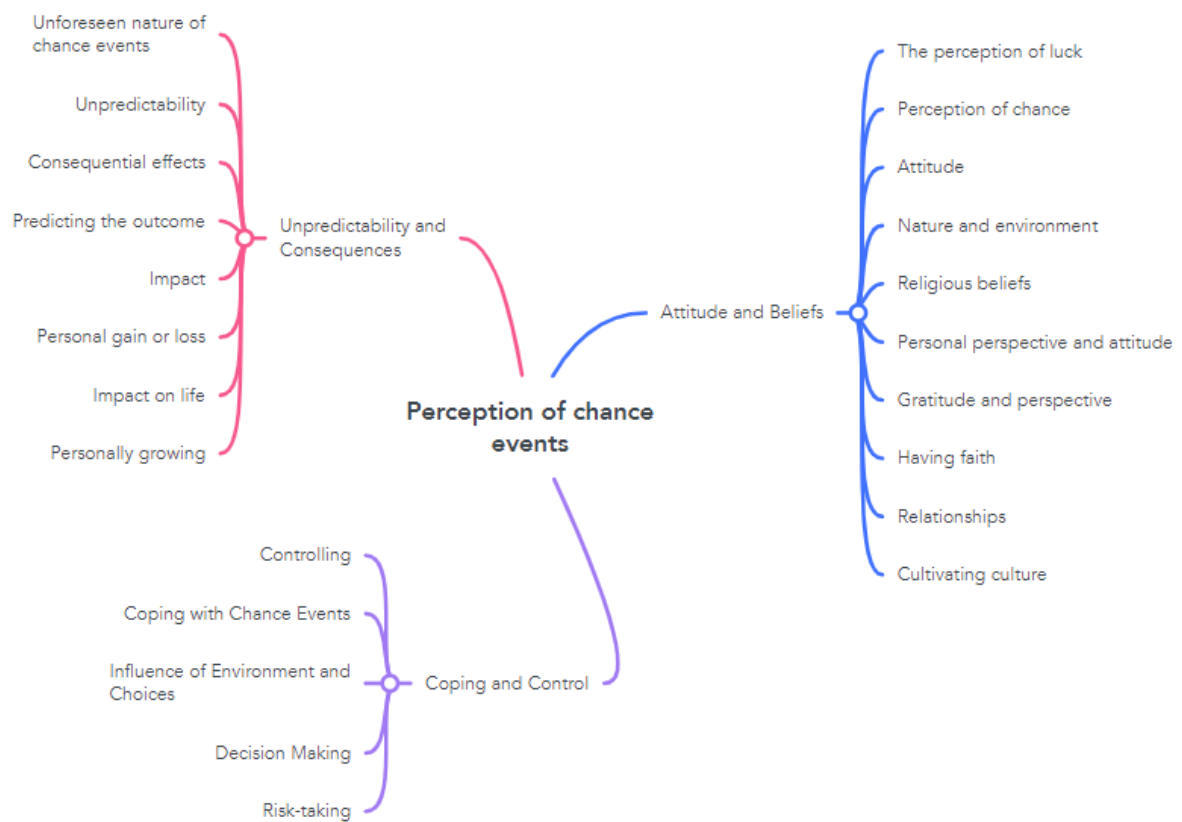 Unforeseen nature of
chance events
Unpredictability
Consequential effects
Predicting the outcome
Impact
Personal gain or loss
Impact on life
Personally growing
Unpredictability and
Consequences
The perception of luck
Perception of chance
Attitude
Nature and environment
Religious beliefs
Personal perspective and attitude
Gratitude and perspective
Having faith
Relationships
Cultivating culture
Attitude and Beliefs
Perception of chance
events
Controlling
Coping with Chance Events
Influence of Environment and
Choices
Decision Making
Risk-taking
Coping and Control